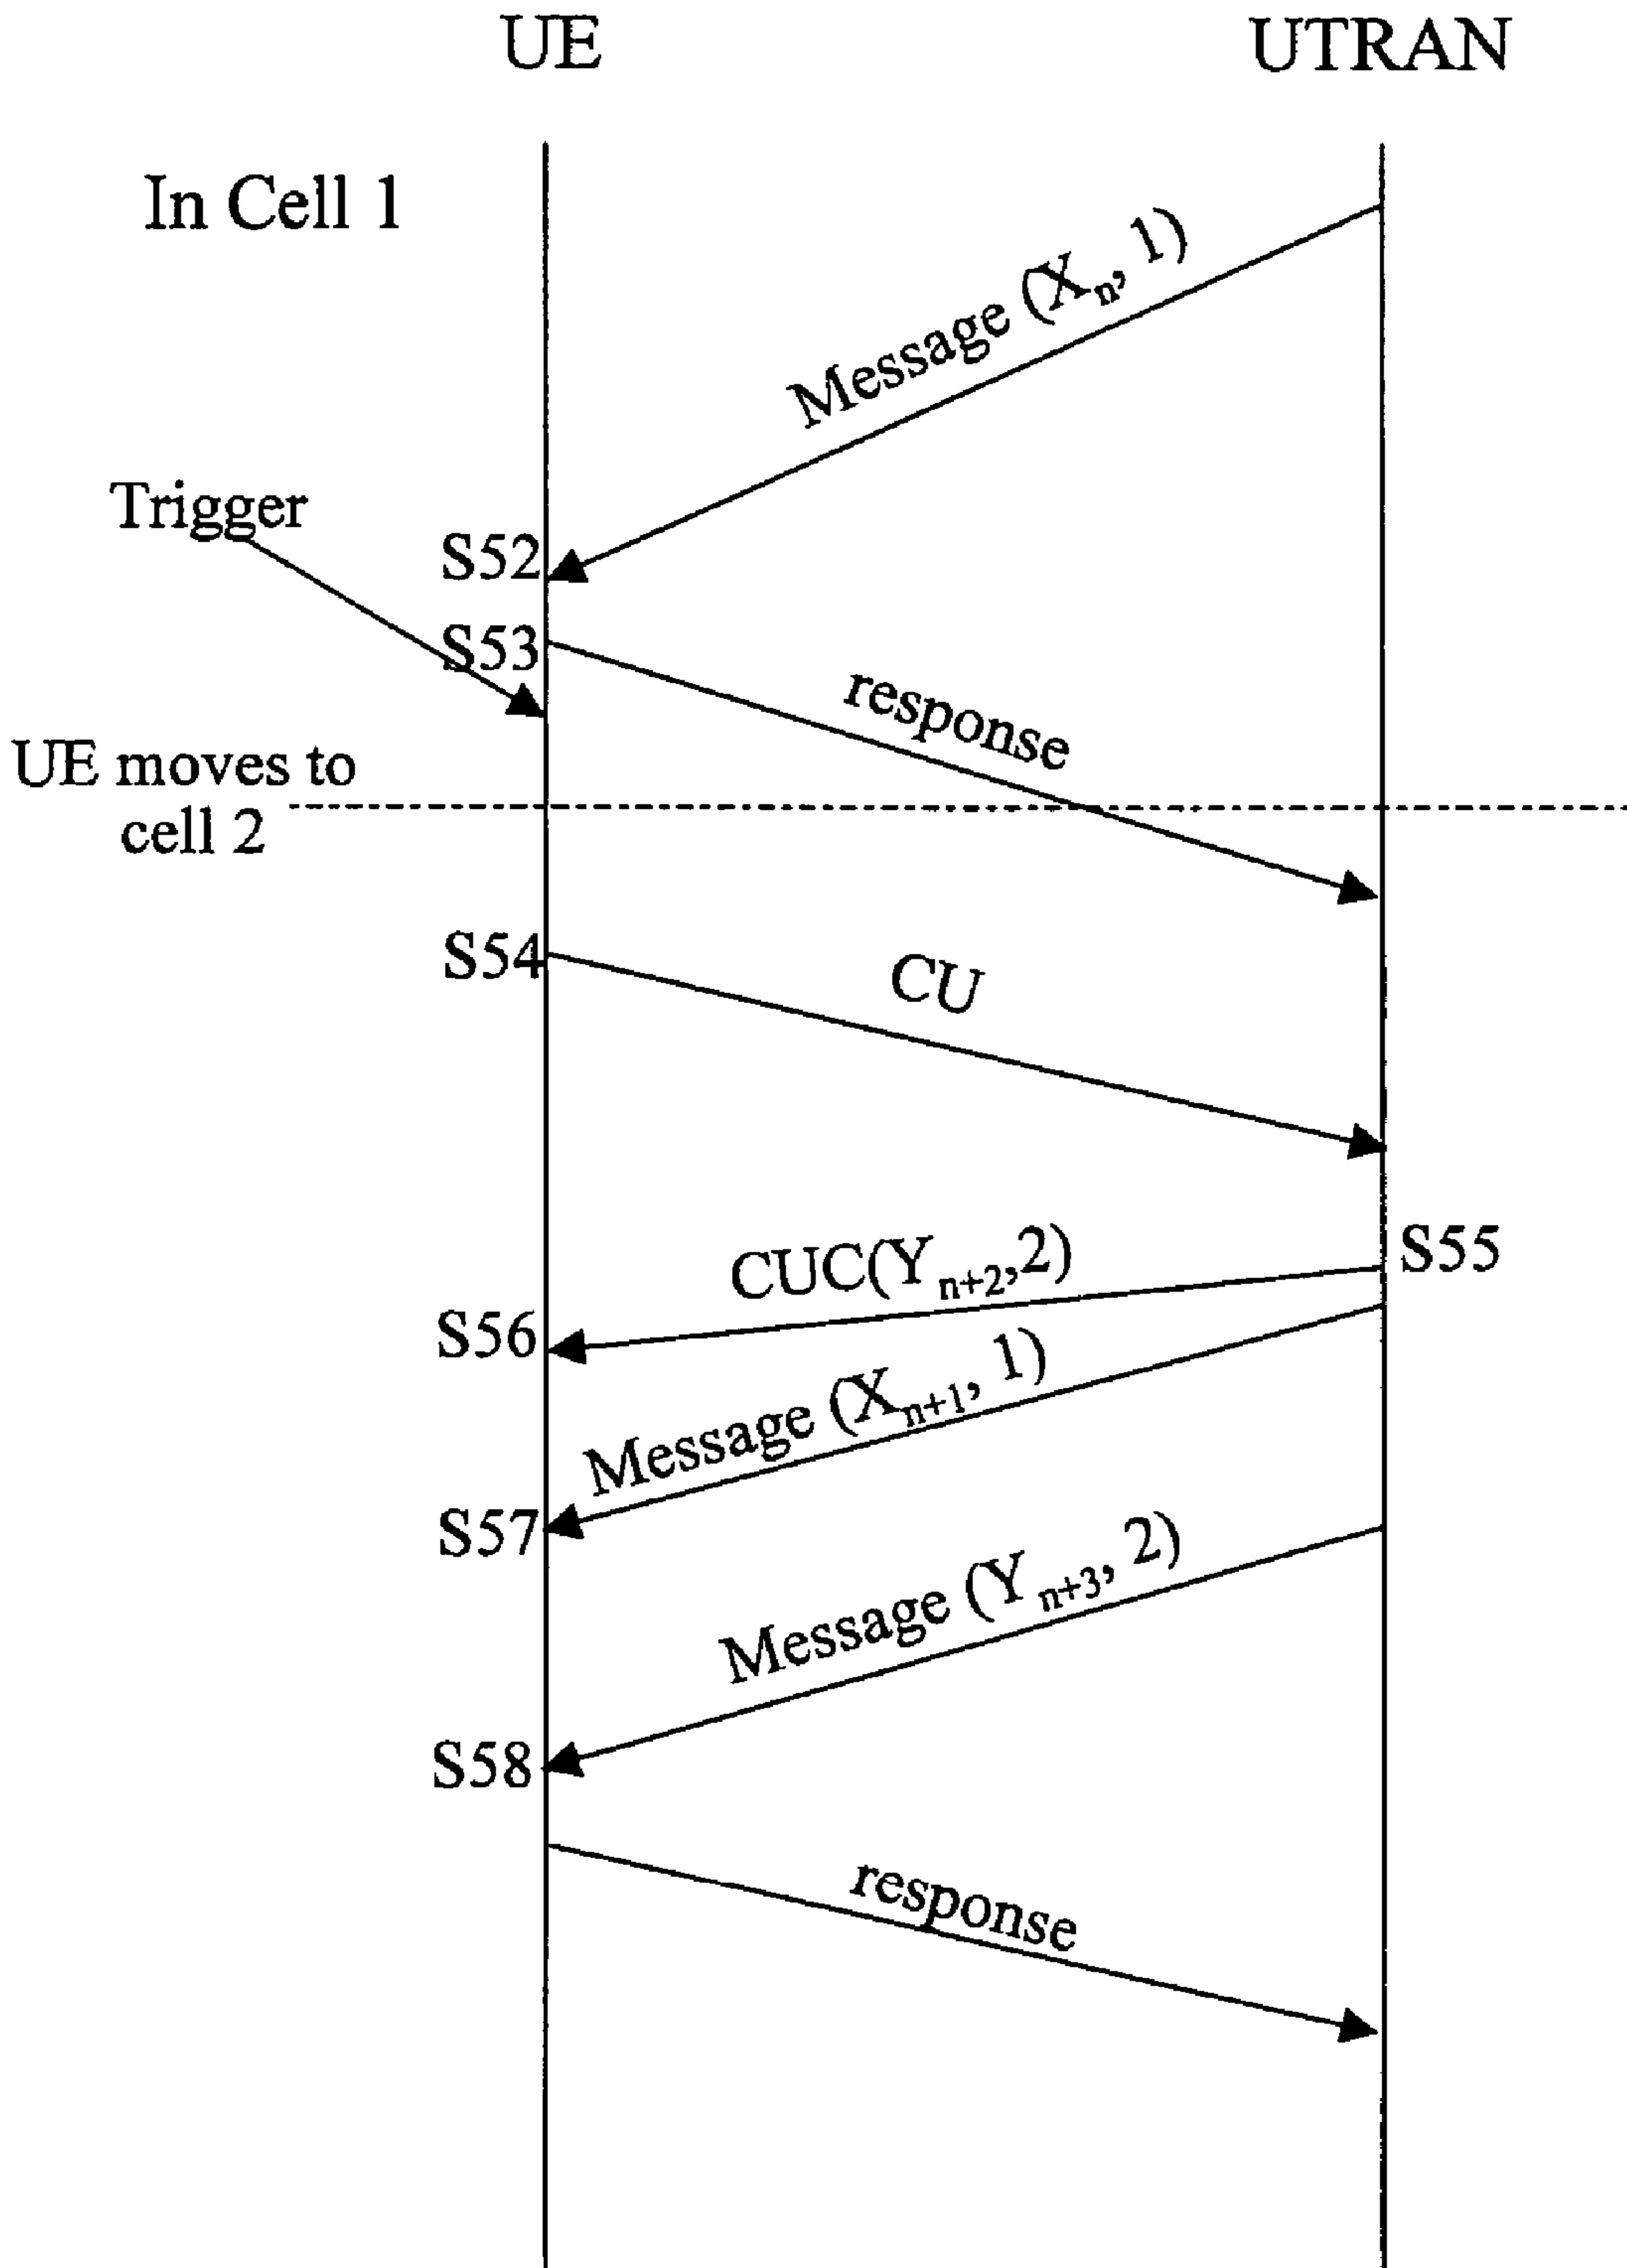 UE
UTRAN
In Cell 1
Message (Xn, 1)
Trigger
S52
S53
response
UE moves to
cell 2
S54
CU
S55
CUC(Yn+2,2)
S56
Message (Xn+1, 1)
S57
Message (Yn+3, 2)
S58
response